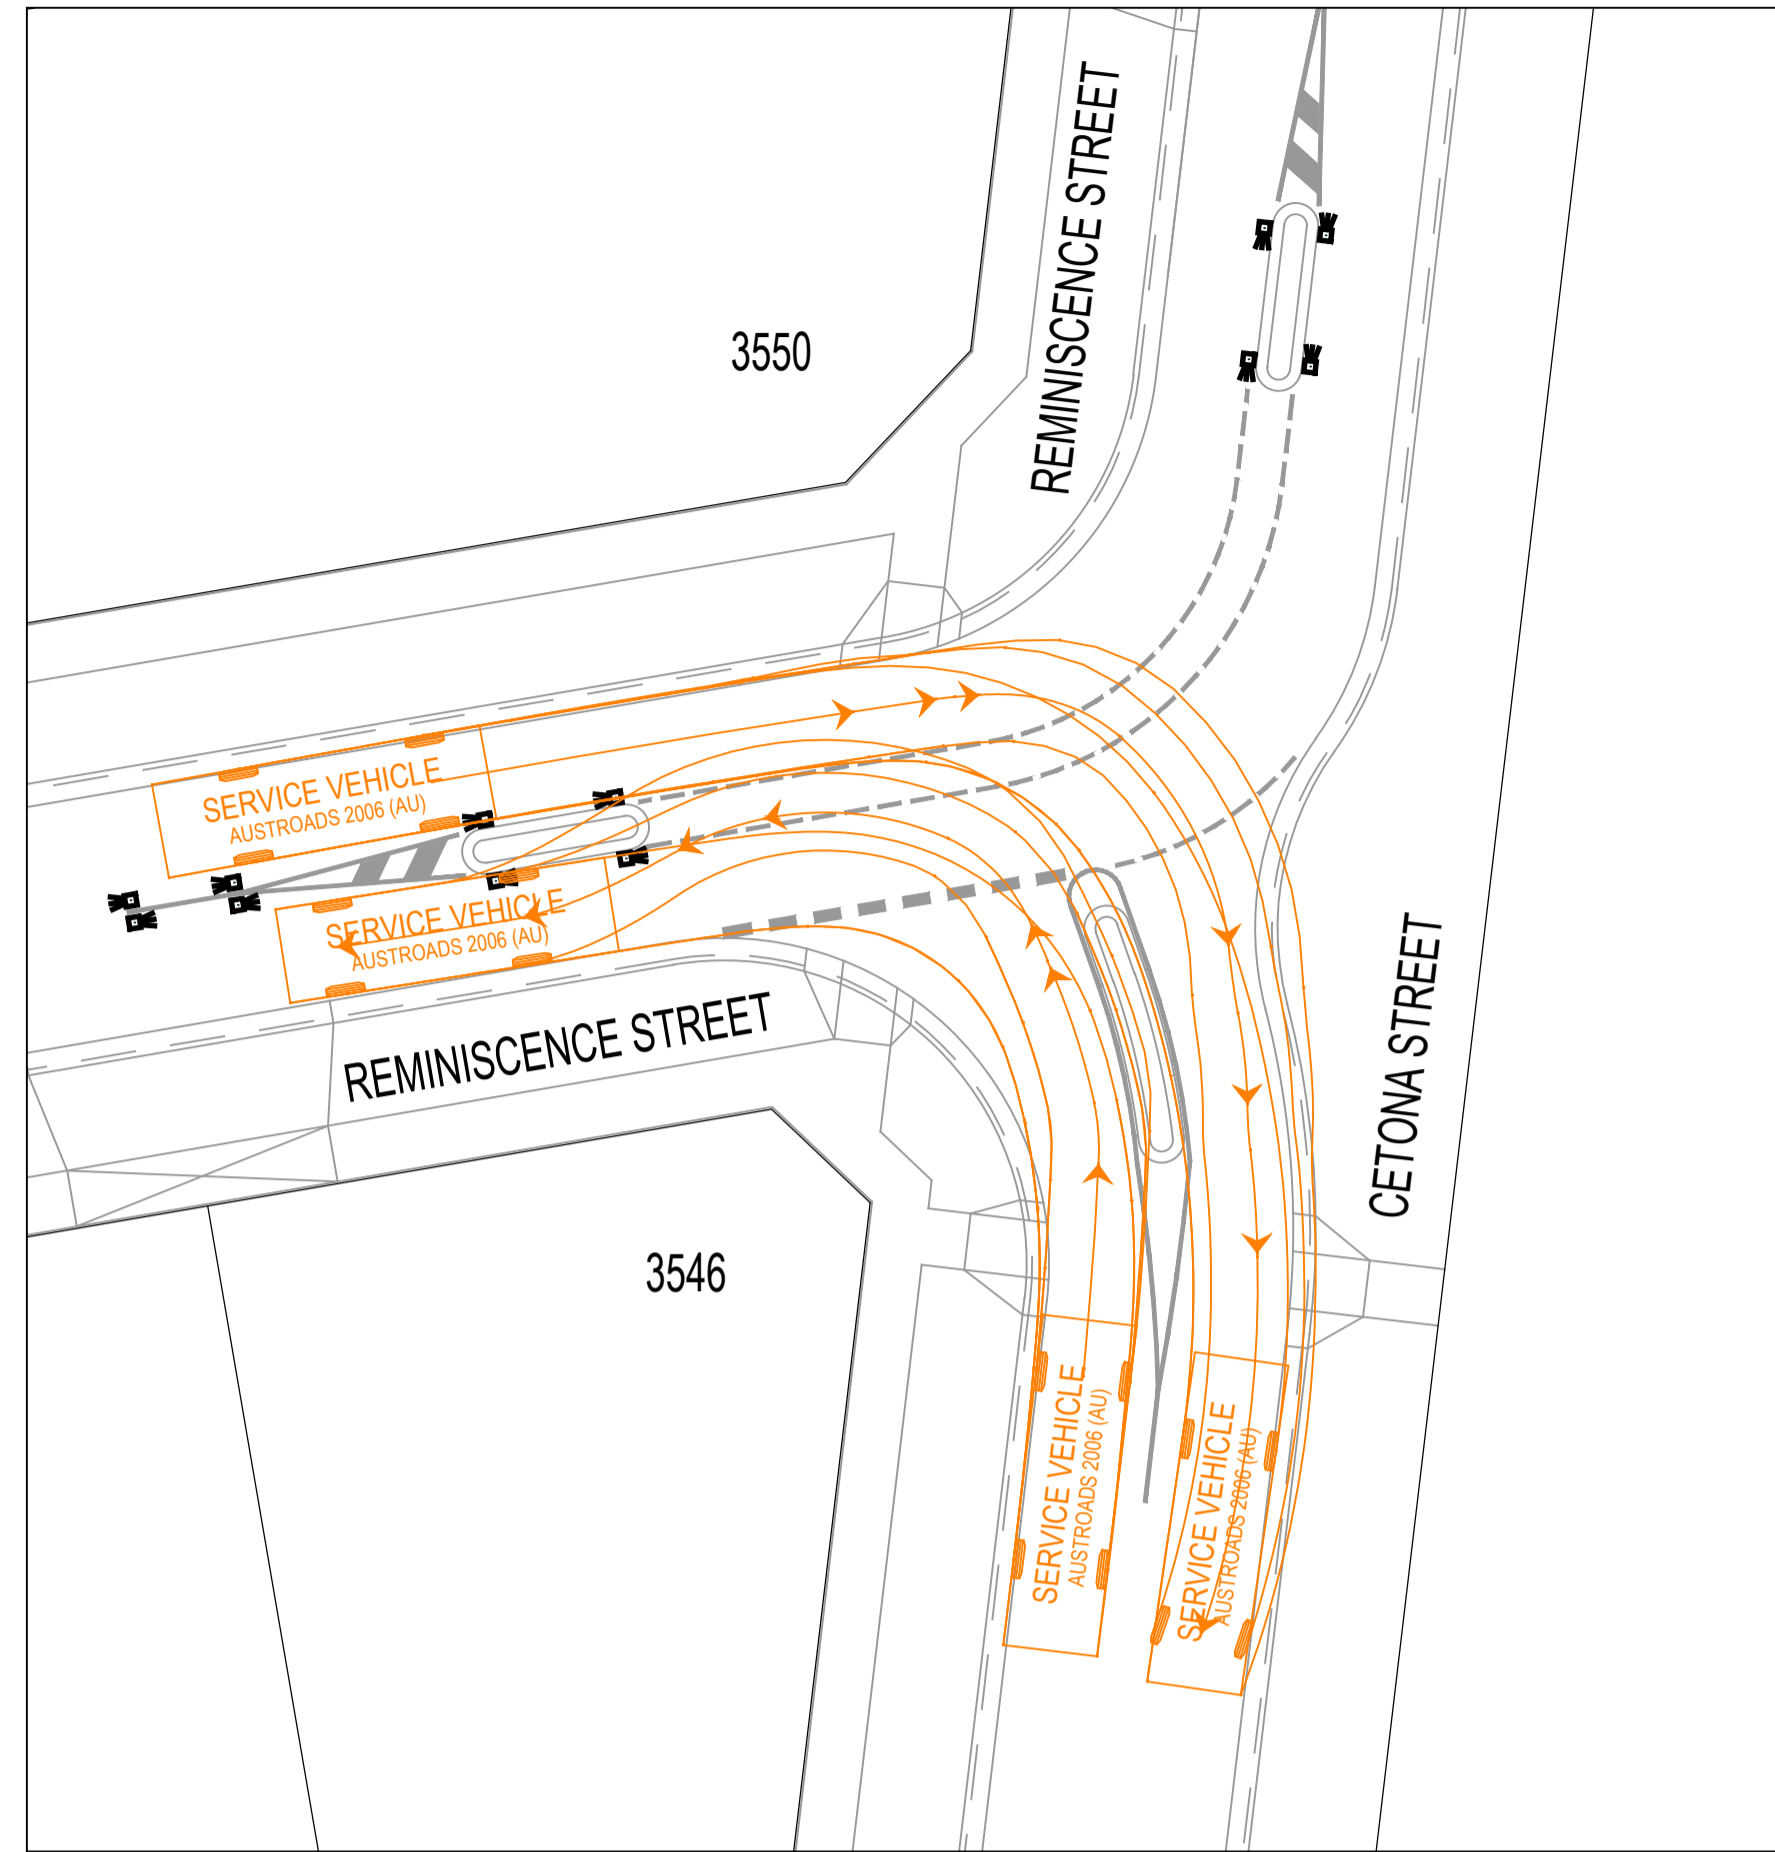 REMINISCENCE STREET
3550
SERVICE VEHICLE
AUSTROADS 2006 (AU)
SERVICE VEHICLE
AUSTROADS 2006 (AU)
REMINISCENCE STREET
CETONA STREET
3546
SERVICE VEHICLE
AUSTROADS 2006 (AU)
SERVICE VEHICLE
AUSTROADS 2006 (AU)